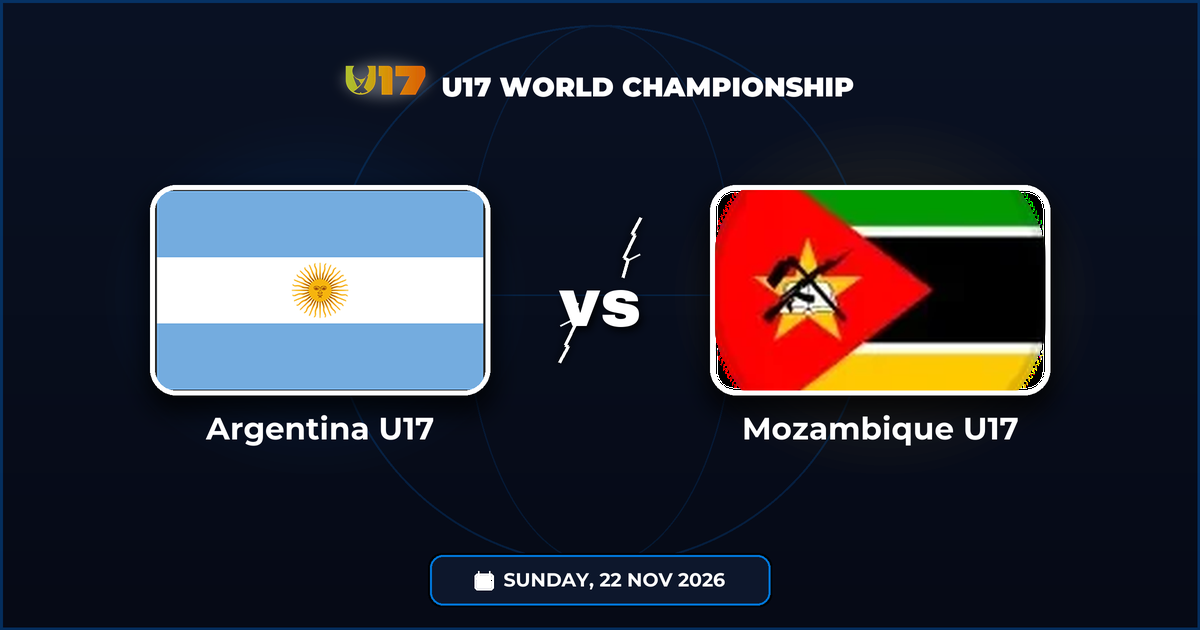 U17 U17 WORLD CHAMPIONSHIP
VS
Argentina U17
Mozambique U17
SUNDAY, 22 NOV 2026